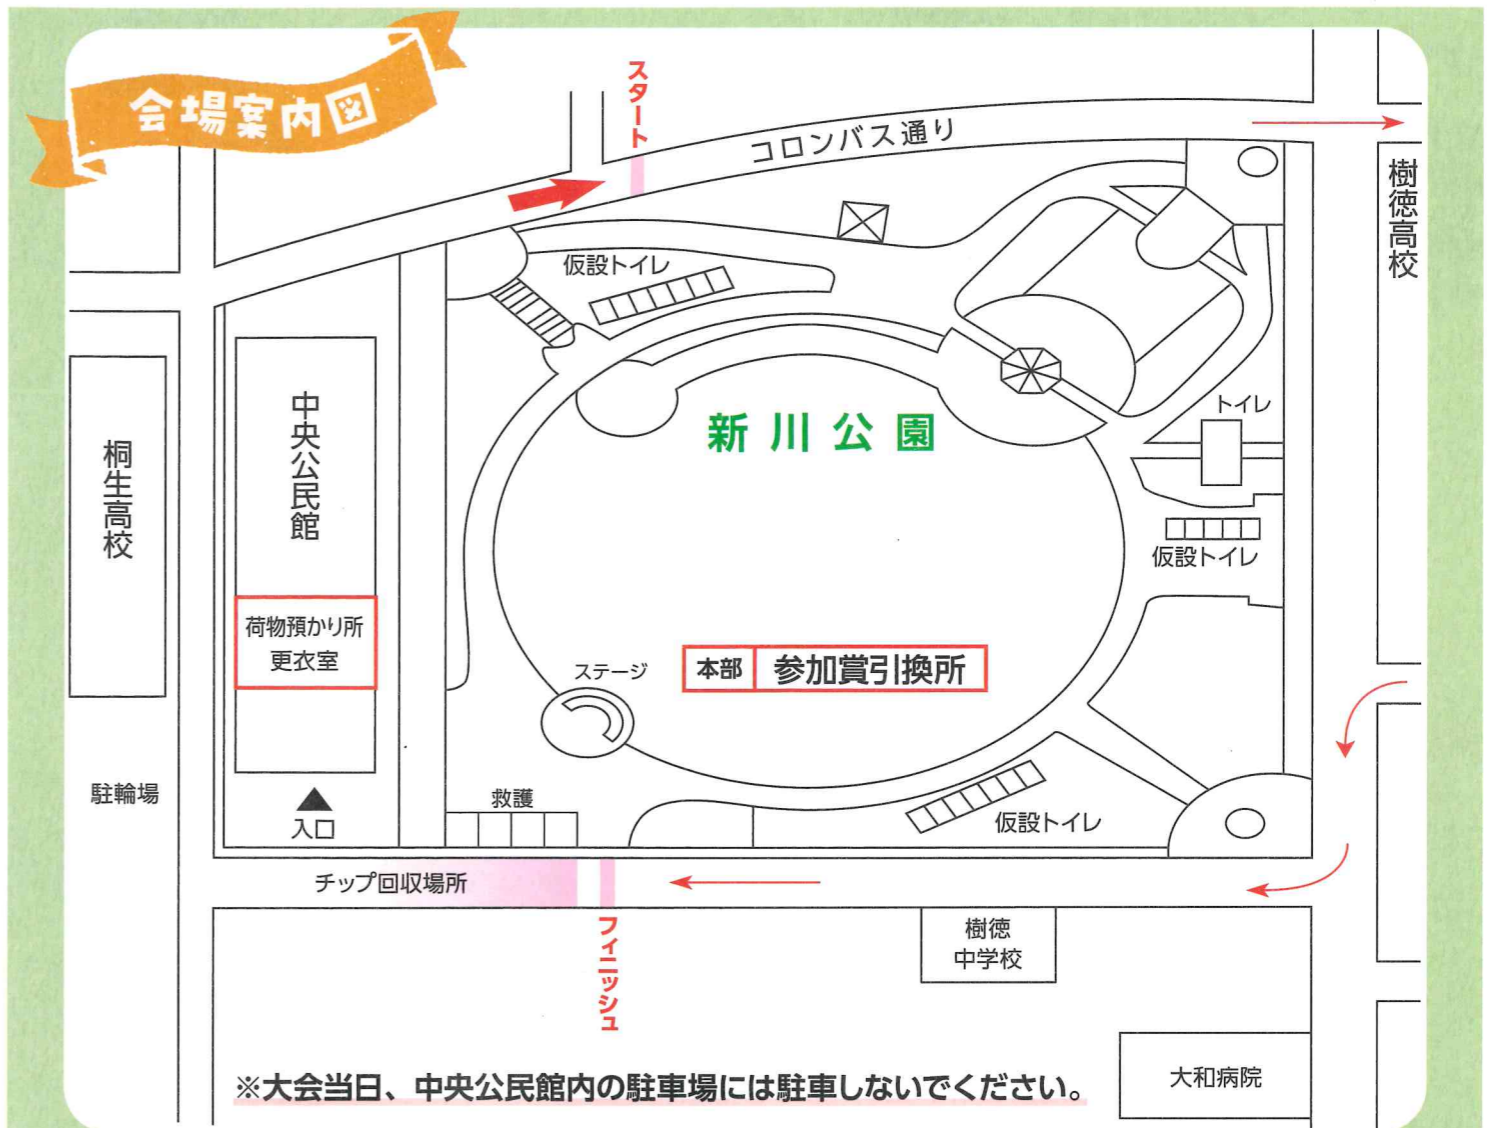 会場案内図
スタート
コロンバス通り
樹徳高校
仮設トイレ
トイレ
新川公園
中央公民館
桐生高校
仮設トイレ
荷物預かり所
更衣室
ステージ
本部 参加賞引換所
駐輪場
救護
入口
仮設トイレ
チップ回収場所
フィニッシュ
樹徳
中学校
大和病院
※大会当日、中央公民館内の駐車場には駐車しないでください。